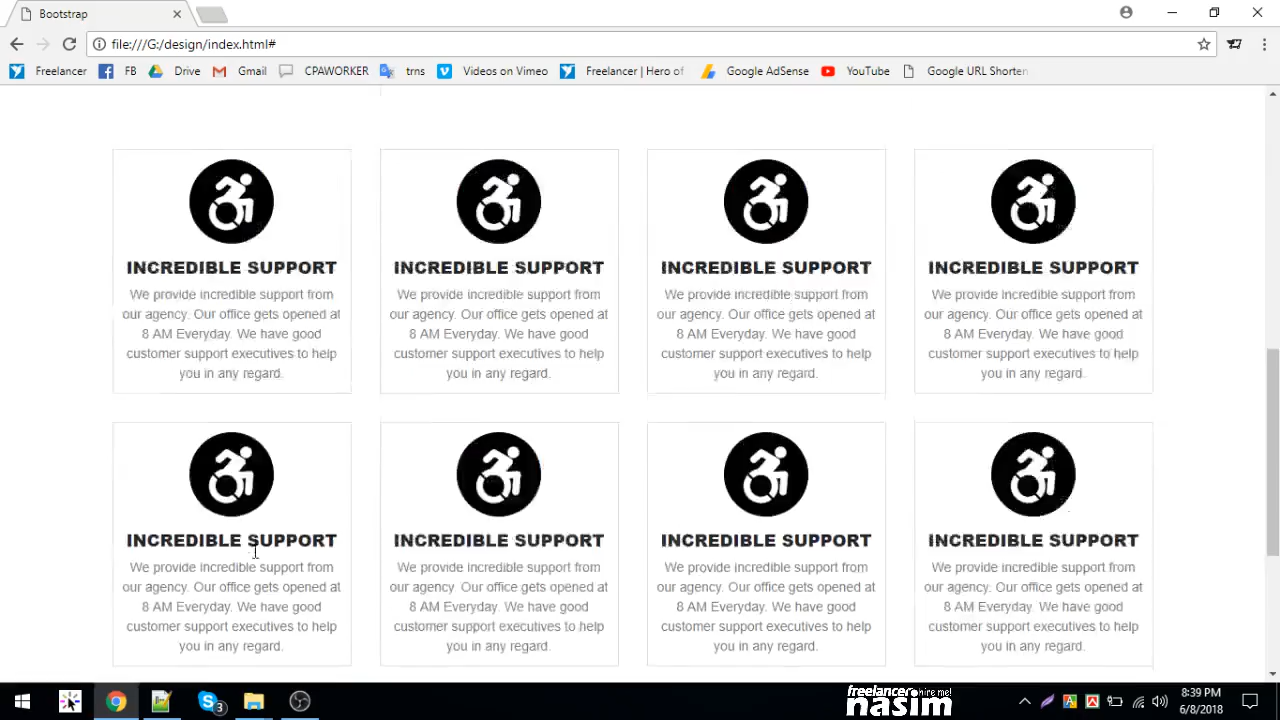 Bootstrap
file:///G:/design/index.html#
Freelancer FB Drive Gmail CPAWORKER trns Videos on Vimeo Freelancer | Hero of Google AdSense YouTube Google URL Shorten
INCREDIBLE SUPPORT INCREDIBLE SUPPORT INCREDIBLE SUPPORT INCREDIBLE SUPPORT
We provide incredible support from We provide incredible support from We provide incredible support from We provide incredible support from
our agency. Our office gets opened at our agency. Our office gets opened at our agency. Our office gets opened at our agency. Our office gets opened at
8 AM Everyday. We have good 8 AM Everyday. We have good 8 AM Everyday. We have good 8 AM Everyday. We have good
customer support executives to help customer support executives to help customer support executives to help customer support executives to help
you in any regard. you in any regard. you in any regard. you in any regard.
INCREDIBLE SUPPORT INCREDIBLE SUPPORT INCREDIBLE SUPPORT INCREDIBLE SUPPORT
We provide incredible support from We provide incredible support from We provide incredible support from We provide incredible support from
our agency. Our office gets opened at our agency. Our office gets opened at our agency. Our office gets opened at our agency. Our office gets opened at
8 AM Everyday. We have good 8 AM Everyday. We have good 8 AM Everyday. We have good 8 AM Everyday. We have good
customer support executives to help customer support executives to help customer support executives to help customer support executives to help
you in any regard. you in any regard. you in any regard. you in any regard.
3
freelancer hire me!
nasim
8:39 PM
6/8/2018